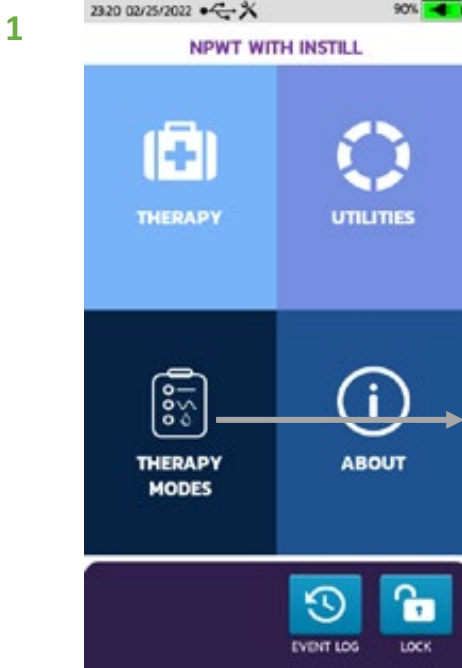 1
23:20 02/25/2022
90%
NPWT WITH INSTILL
THERAPY
UTILITIES
THERAPY
MODES
ABOUT
EVENT LOG
LOCK